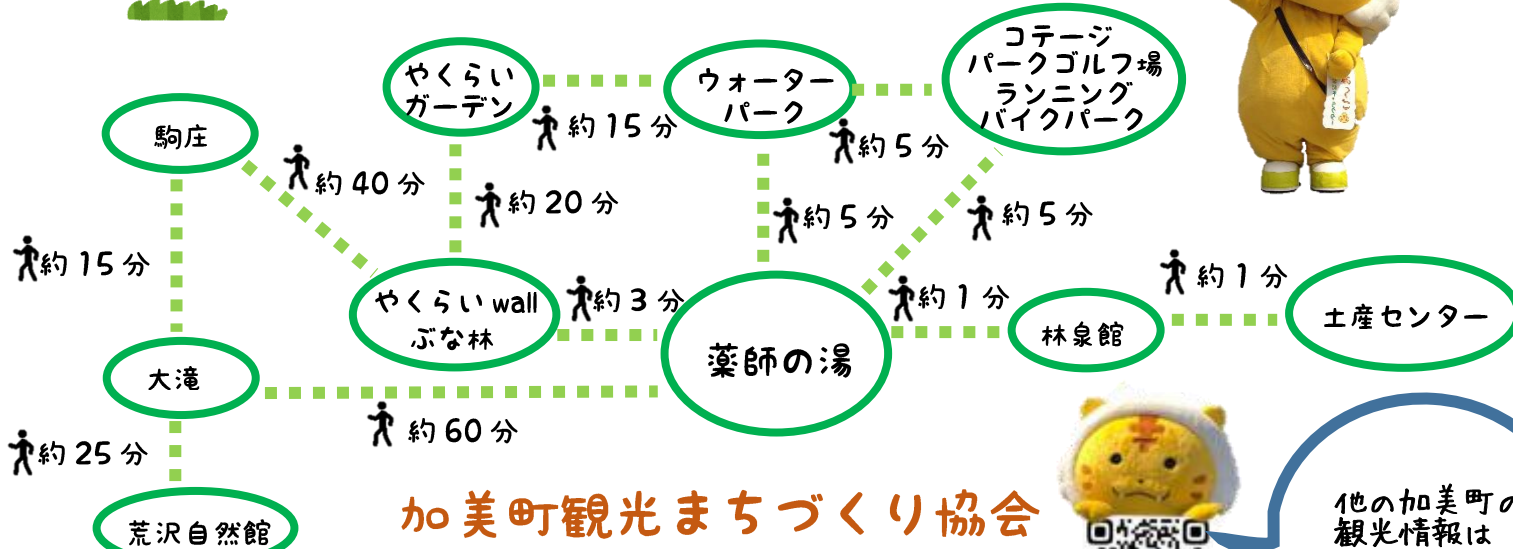 コテージ
パークゴルフ場
ランニング
バイクパーク
やくらい
ガーデン
ウォーター
パーク
約15分
約5分
駒庄
約40分
約20分
約5分
約5分
約15分
やくらいwall
ぶな林
約3分
薬師の湯
約1分
林泉館
約1分
土産センター
大滝
約60分
約25分
荒沢自然館
加美町観光まちづくり協会
他の加美町の
観光情報は